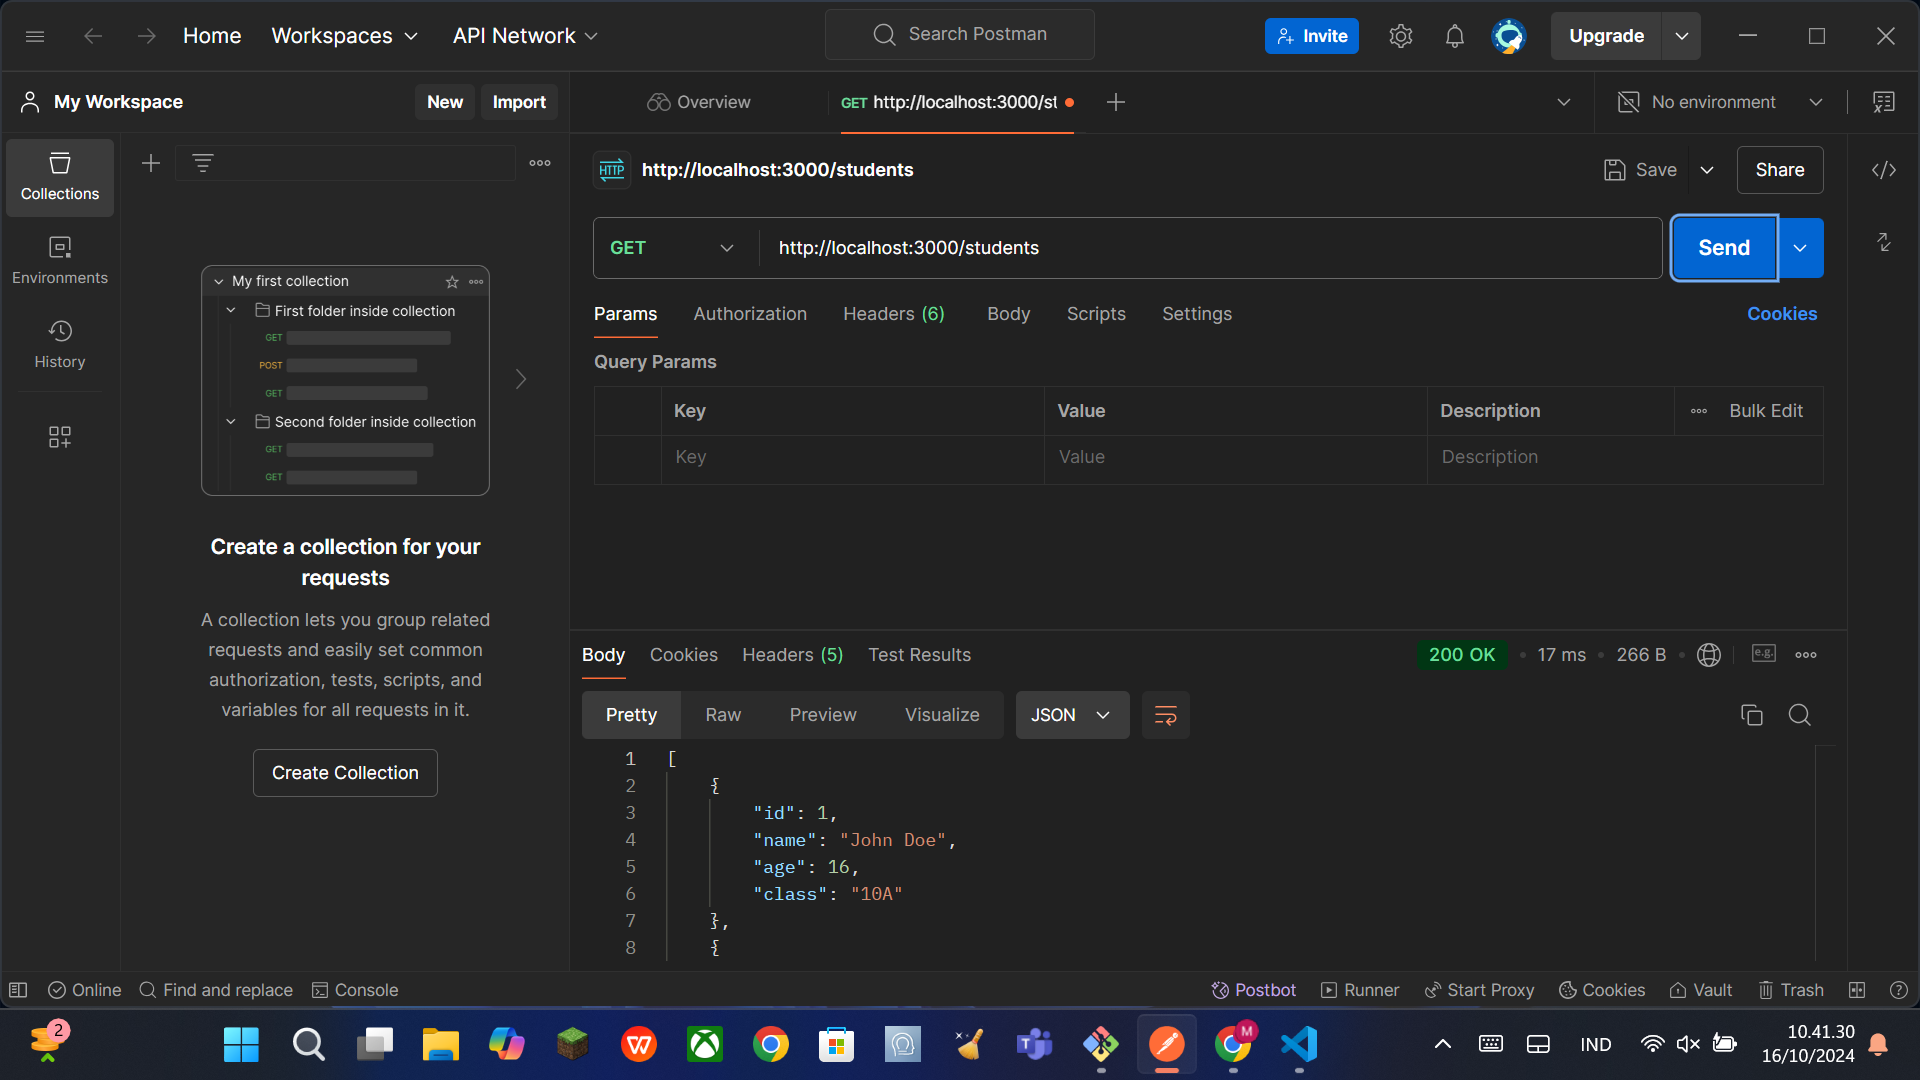 Home
Workspaces
API Network
Search Postman
Invite
Upgrade
My Workspace
New
Import
Overview
GET http://localhost:3000/st
No environment
Collections
Environments
History
My first collection
First folder inside collection
GET
POST
GET
Second folder inside collection
GET
GET
Create a collection for your
requests
A collection lets you group related
requests and easily set common
authorization, tests, scripts, and
variables for all requests in it.
Create Collection
HTTP
http://localhost:3000/students
Save
Share
GET
http://localhost:3000/students
Send
Params
Authorization
Headers (6)
Body
Scripts
Settings
Cookies
Query Params
Key
Value
Description
Bulk Edit
Key
Value
Description
Body
Cookies
Headers (5)
Test Results
200 OK
17 ms
266 B
e.g.
Pretty
Raw
Preview
Visualize
JSON
1 [
2 {
3 "id": 1,
4 "name": "John Doe",
5 "age": 16,
6 "class": "10A"
7 },
8 {
Online
Find and replace
Console
Postbot
Runner
Start Proxy
Cookies
Vault
Trash
2
M
IND
10.41.30
16/10/2024